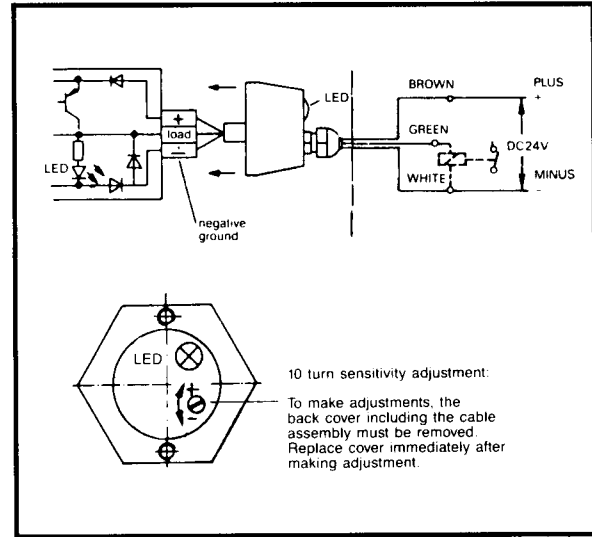 LED
BROWN
PLUS
+
GREEN
DC24V
WHITE
MINUS
−
+
load
−
LED
negative
ground
LED
+
−
10 turn sensitivity adjustment:
To make adjustments, the
back cover including the cable
assembly must be removed.
Replace cover immediately after
making adjustment.